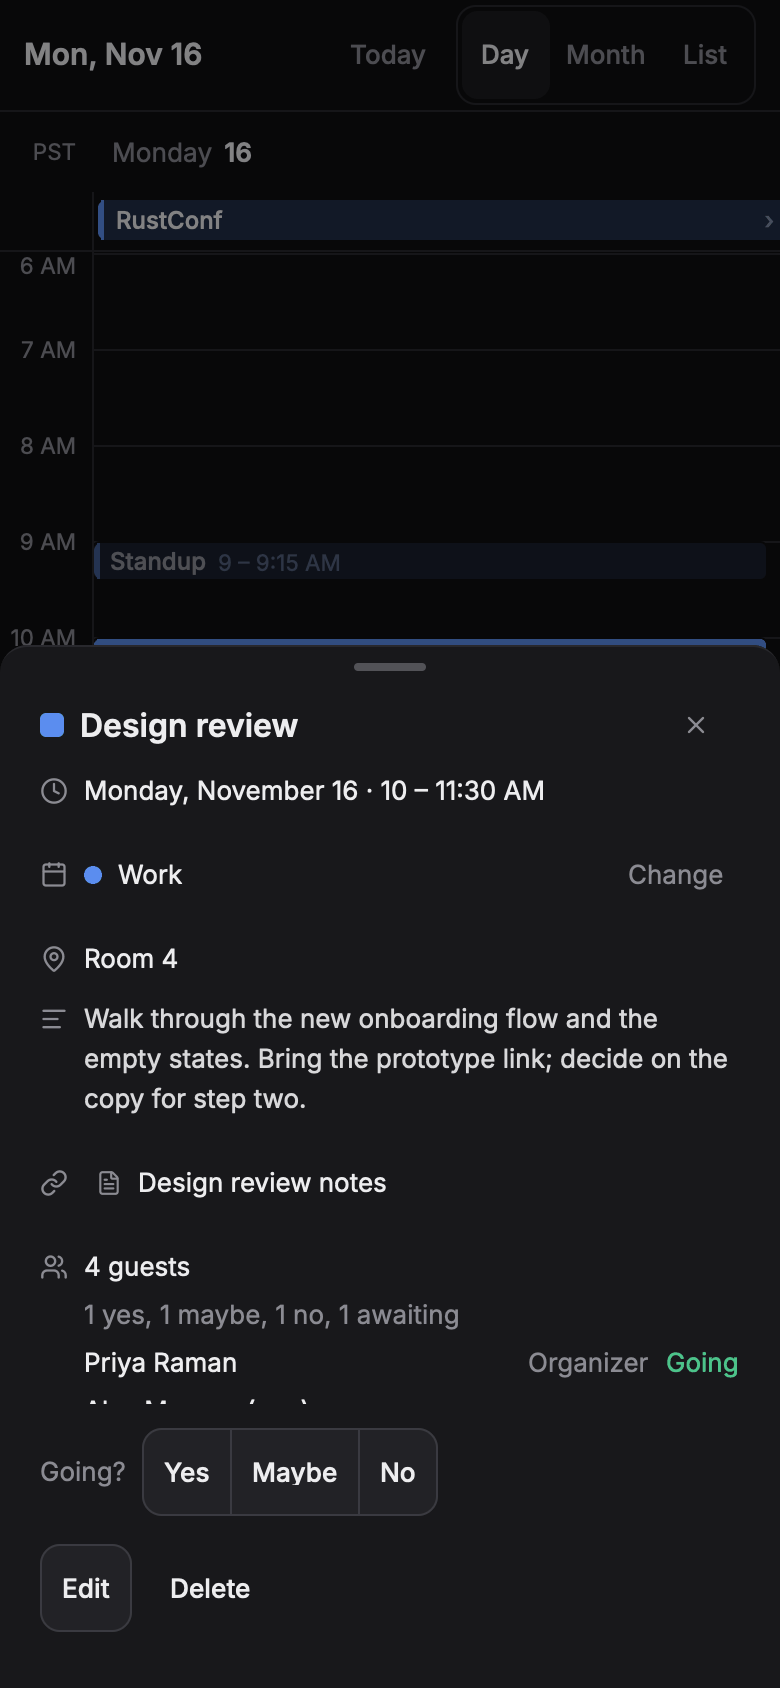 Mon, Nov 16 Today Day Month List
PST Monday 16
RustConf
6 AM
7 AM
8 AM
9 AM
Standup 9 – 9:15 AM
10 AM
Design review
Monday, November 16 · 10 – 11:30 AM
Work Change
Room 4
Walk through the new onboarding flow and the
empty states. Bring the prototype link; decide on the
copy for step two.
Design review notes
4 guests
1 yes, 1 maybe, 1 no, 1 awaiting
Priya Raman Organizer Going
Going? Yes Maybe No
Edit Delete